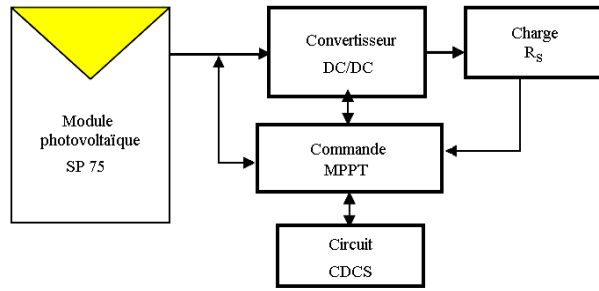 Module
photovoltaïque
SP 75
Convertisseur
DC/DC
Charge
RS
Commande
MPPT
Circuit
CDCS